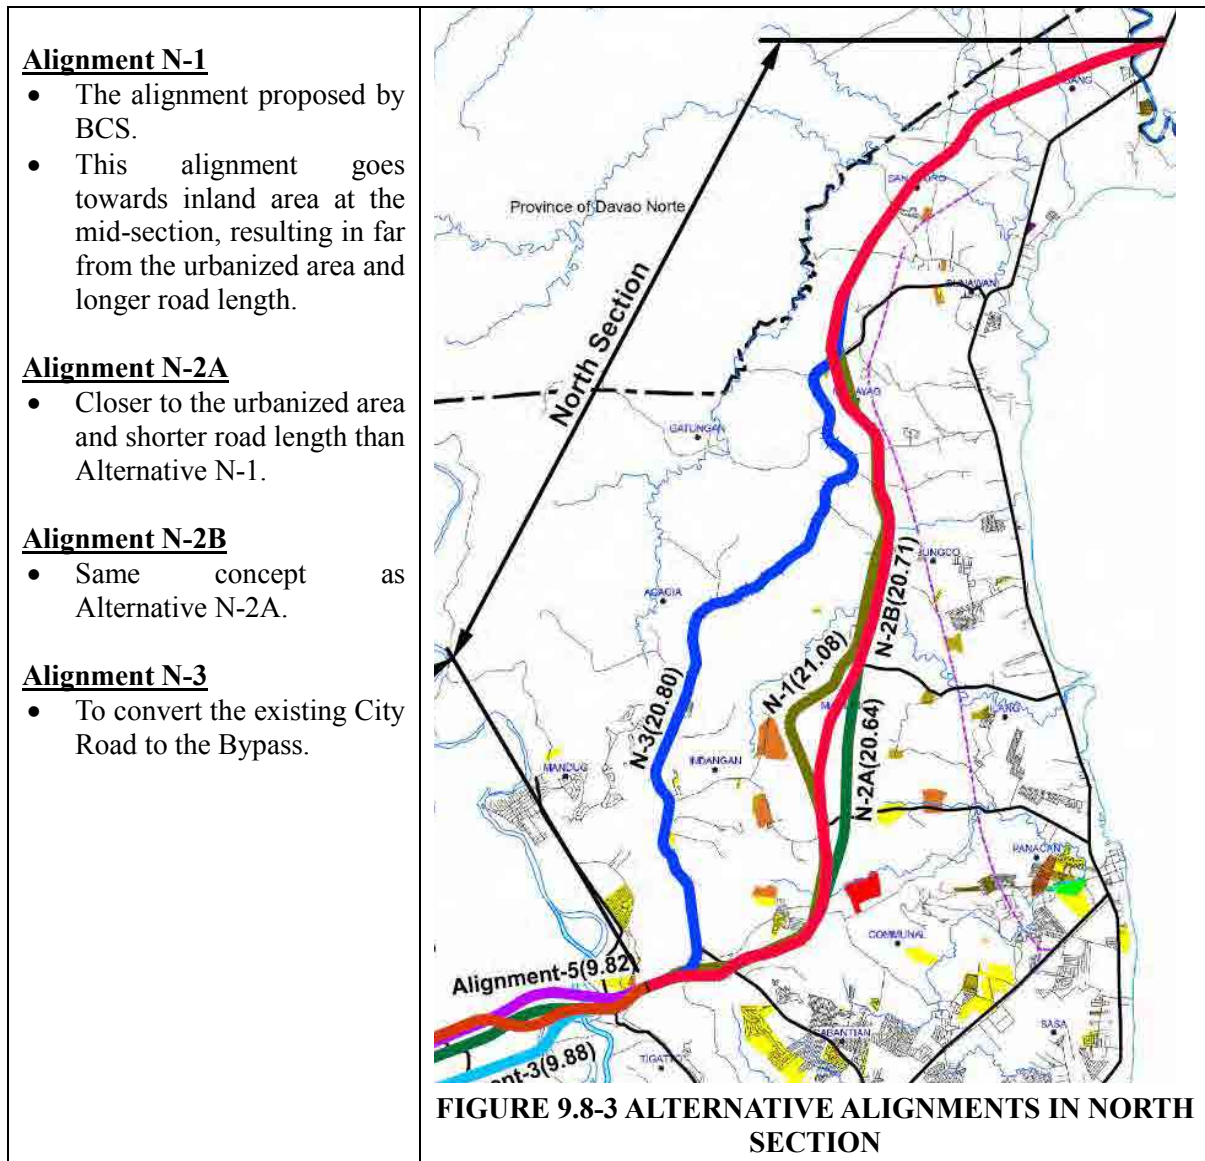 Alignment N-1
• The alignment proposed by
BCS.
• This alignment goes
towards inland area at the
mid-section, resulting in far
from the urbanized area and
longer road length.
Alignment N-2A
• Closer to the urbanized area
and shorter road length than
Alternative N-1.
Alignment N-2B
• Same concept as
Alternative N-2A.
Alignment N-3
• To convert the existing City
Road to the Bypass.
Province of Davao Norte
North Section
GATUNGAN
ACACIA
N-3(20.80)
N-1(21.08)
N-2B(20.71)
N-2A(20.64)
MANDUG
INDANGAN
PANACAN
COMMUNAL
SASA
TIGATTO
Alignment-5(9.82)
ent-3(9.88)
FIGURE 9.8-3 ALTERNATIVE ALIGNMENTS IN NORTH
SECTION